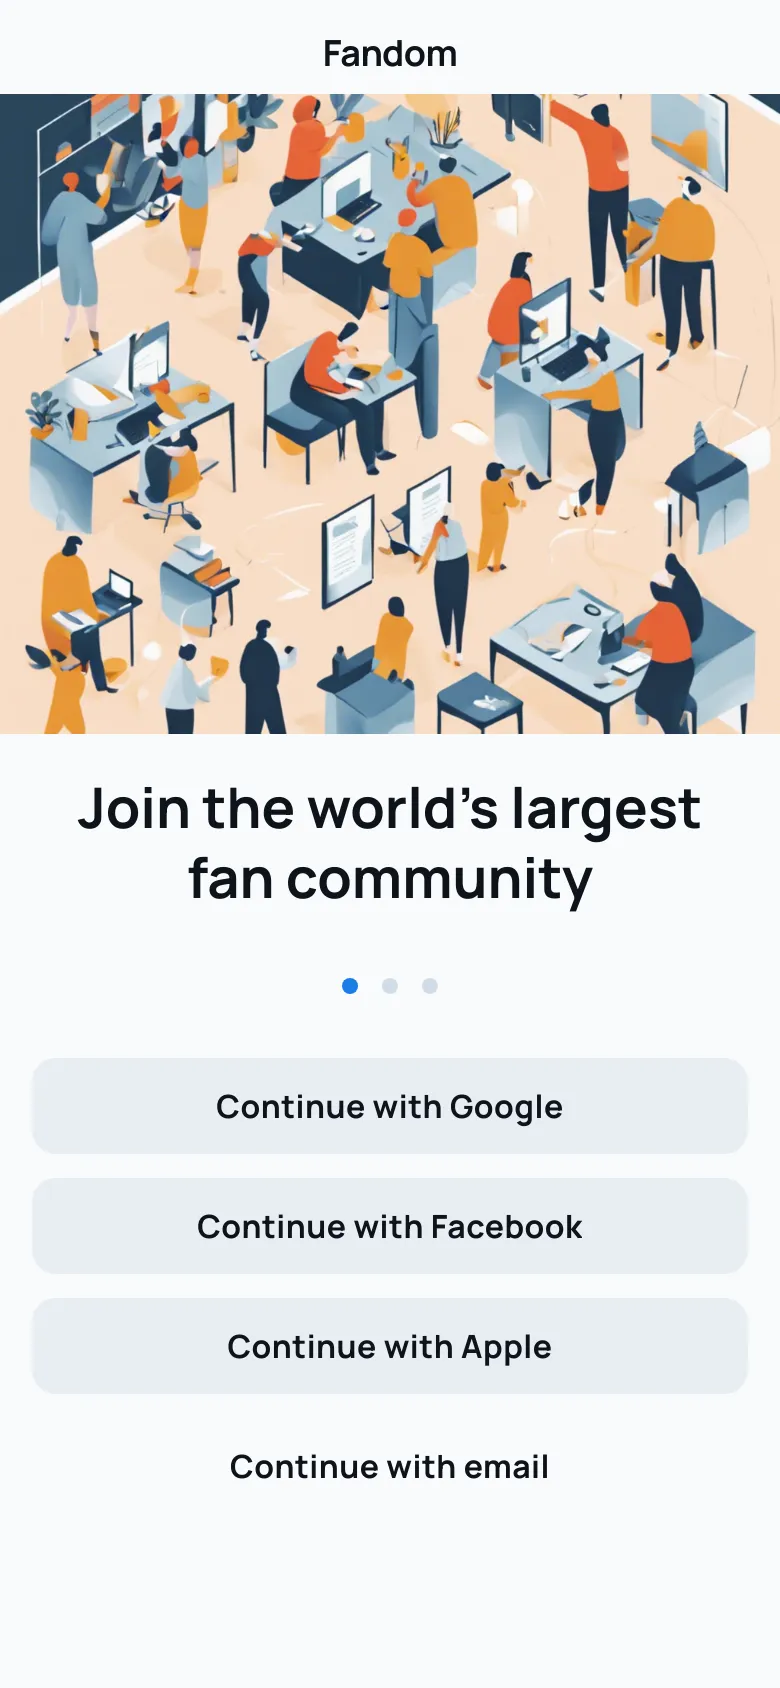 Fandom
Join the world’s largest
fan community
Continue with Google
Continue with Facebook
Continue with Apple
Continue with email